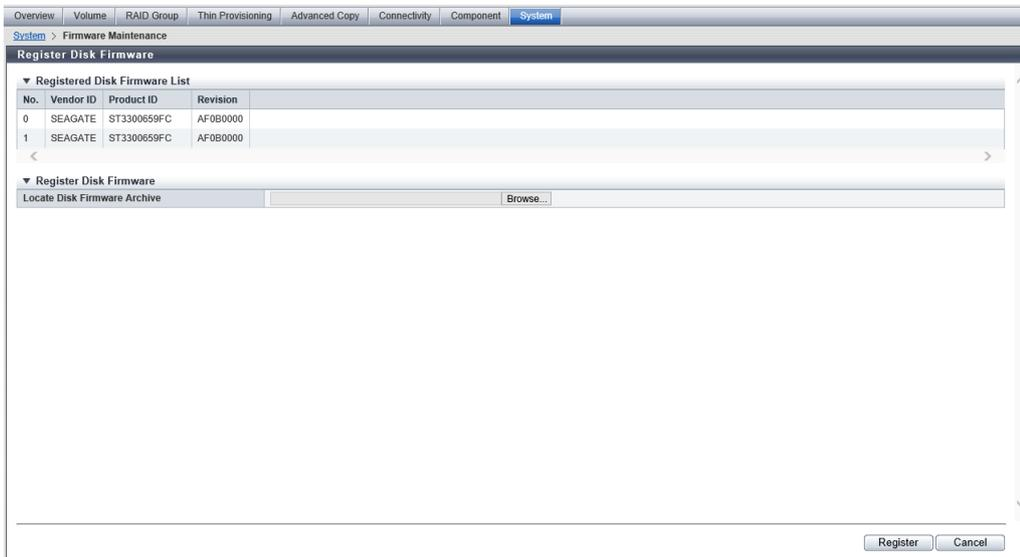 Overview Volume RAID Group Thin Provisioning Advanced Copy Connectivity Component System
System > Firmware Maintenance
Register Disk Firmware
▼ Registered Disk Firmware List
No. Vendor ID Product ID Revision
0 SEAGATE ST3300659FC AF0B0000
1 SEAGATE ST3300659FC AF0B0000
▼ Register Disk Firmware
Locate Disk Firmware Archive Browse...
Register Cancel